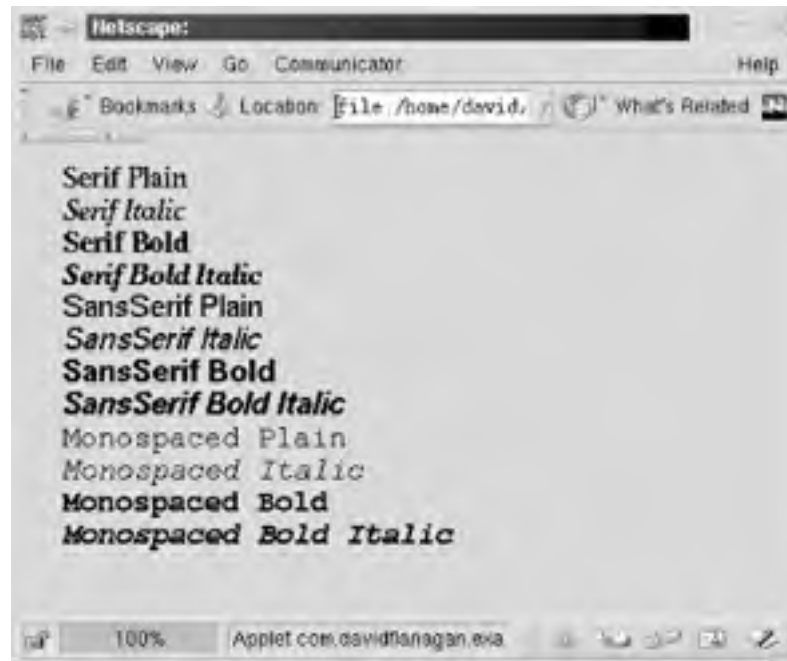 Netscape:
File Edit View Go Communicator Help
Bookmarks Location: file:/home/david. What's Related
Serif Plain
Serif Italic
Serif Bold
Serif Bold Italic
SansSerif Plain
SansSerif Italic
SansSerif Bold
SansSerif Bold Italic
Monospaced Plain
Monospaced Italic
Monospaced Bold
Monospaced Bold Italic
100% Applet com.davidflanagan.exa